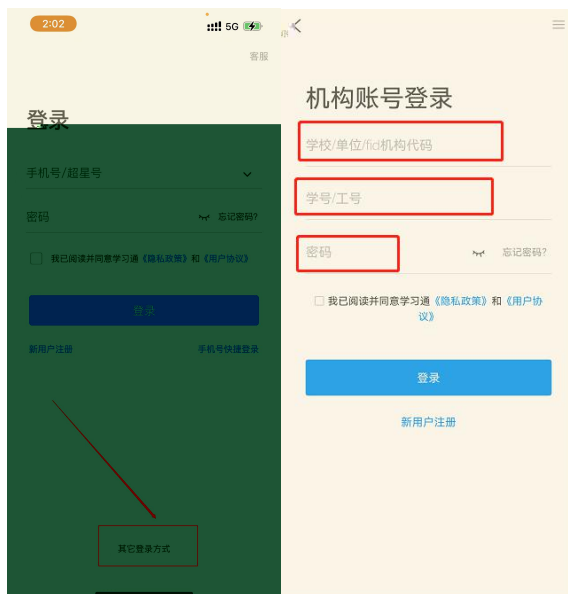 2:02
5G
客服
登录
手机号/超星号
密码
忘记密码?
我已阅读并同意学习通《隐私政策》和《用户协议》
登录
新用户注册
手机号快捷登录
其它登录方式
机构账号登录
学校/单位/fid机构代码
学号/工号
密码
忘记密码?
我已阅读并同意学习通《隐私政策》和《用户协
议》
登录
新用户注册